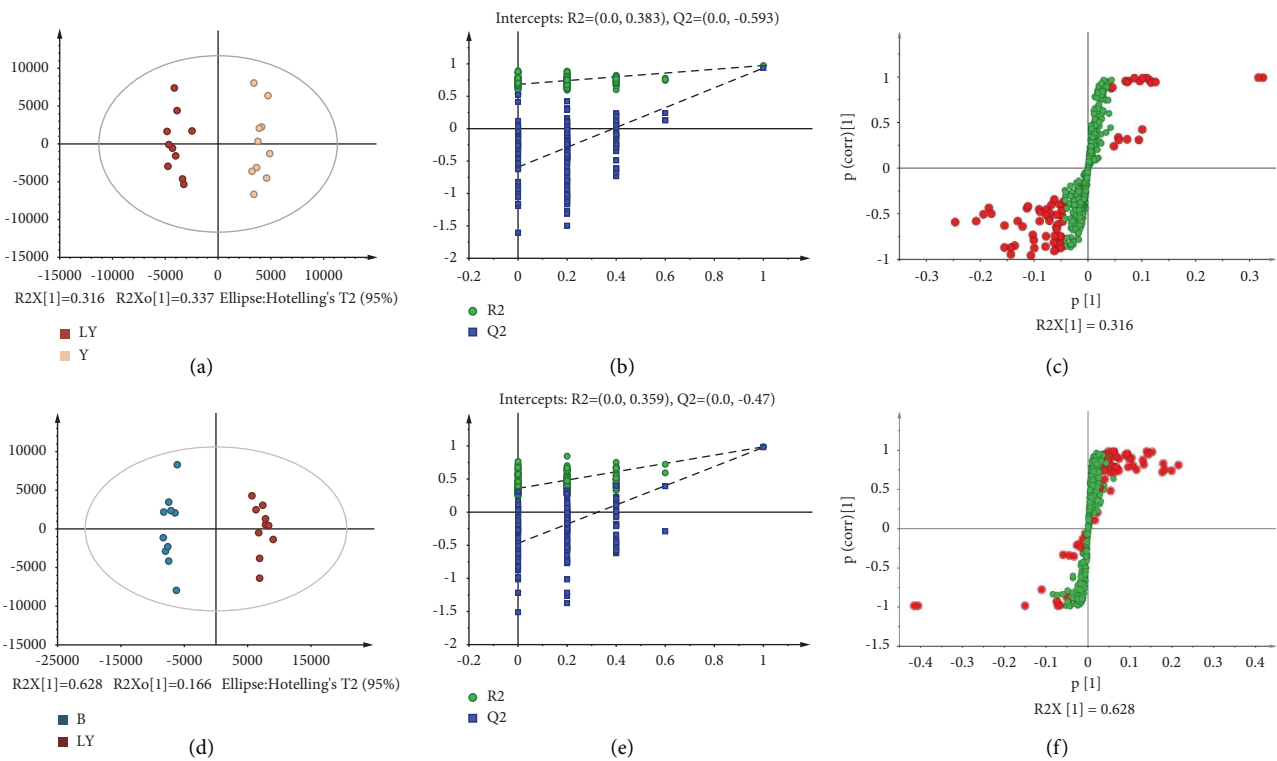 Intercepts: R2=(0.0, 0.383), Q2=(0.0, -0.593)
10000
5000
0
-5000
-10000
-15000
-15000 -10000 -5000 0 5000 10000
R2X[1]=0.316 R2Xo[1]=0.337 Ellipse:Hotelling's T2 (95%)
LY
Y
(a)
1
0.5
0
-0.5
-1
-1.5
-2
-0.2 0 0.2 0.4 0.6 0.8 1
R2
Q2
(b)
p (corr)[1]
1
0.5
0
-0.5
-1
-0.3 -0.2 -0.1 0 0.1 0.2 0.3
p [1]
R2X[1] = 0.316
(c)
10000
5000
0
-5000
-10000
-15000
-25000 -15000 -5000 5000 15000
R2X[1]=0.628 R2Xo[1]=0.166 Ellipse:Hotelling's T2 (95%)
B
LY
(d)
Intercepts: R2=(0.0, 0.359), Q2=(0.0, -0.47)
1
0.5
0
-0.5
-1
-1.5
-2
-0.2 0 0.2 0.4 0.6 0.8 1
R2
Q2
(e)
p (corr)[1]
1
0.5
0
-0.5
-1
-1.5
-0.4 -0.3 -0.2 -0.1 0 0.1 0.2 0.3 0.4
p [1]
R2X [1] = 0.628
(f)